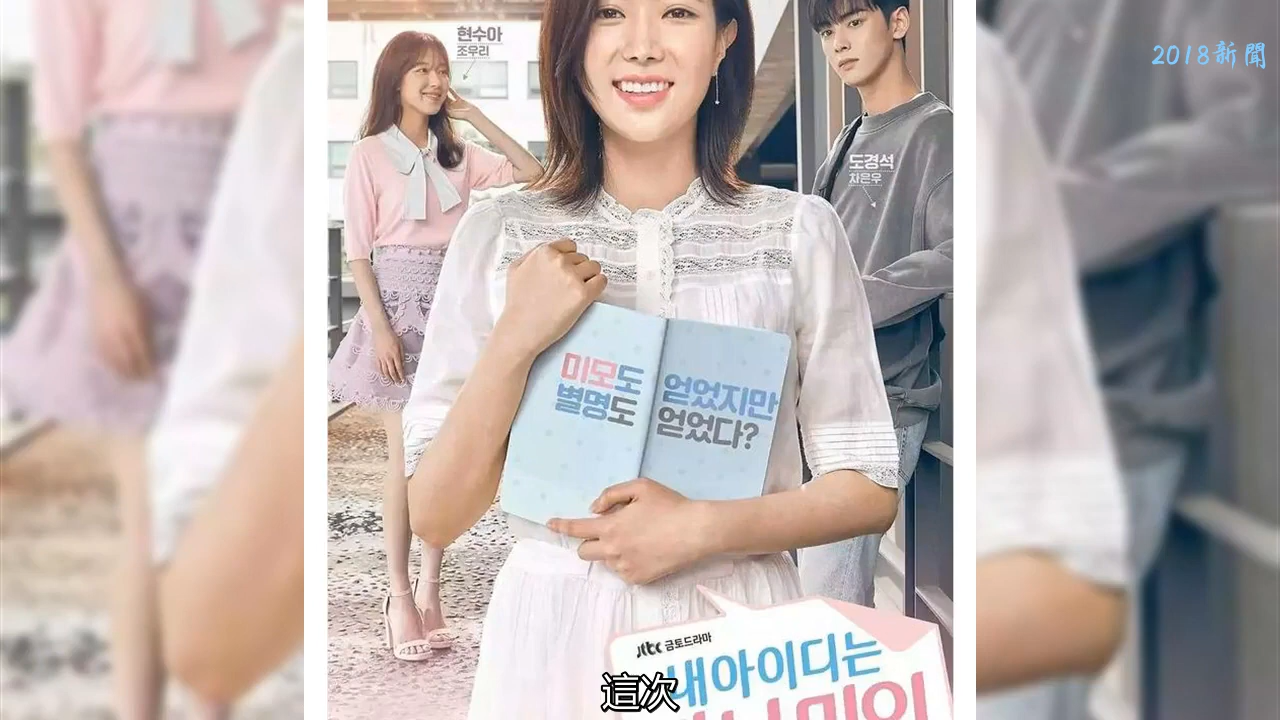 현수아
조우리
2018新聞
도경석
차은우
미모도 얻었지만
별명도 얻었다?
jtbc 금토드라마
내아이디는
這次